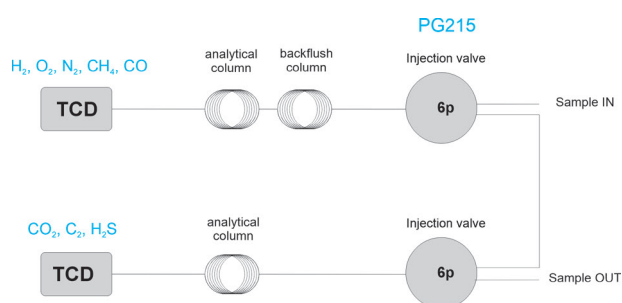 PG215
analytical
column
backflush
column
Injection valve
H₂, O₂, N₂, CH₄, CO
TCD
6p
Sample IN
CO₂, C₂, H₂S
analytical
column
Injection valve
TCD
6p
Sample OUT